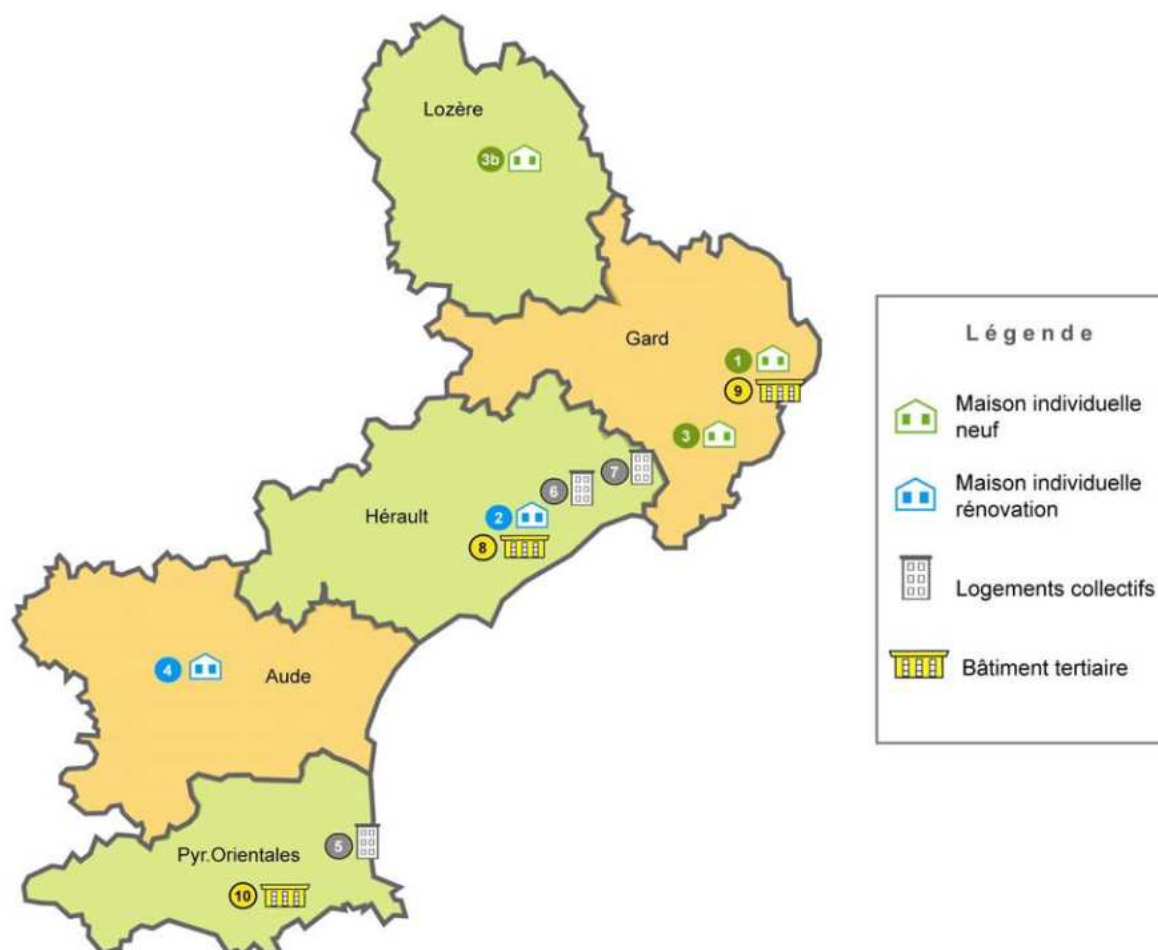 Lozère
3b
Gard
1
9
3
7
6
Hérault
2
8
4
Aude
5
Pyr.Orientales
10
Légende
Maison individuelle
neuf
Maison individuelle
rénovation
Logements collectifs
Bâtiment tertiaire